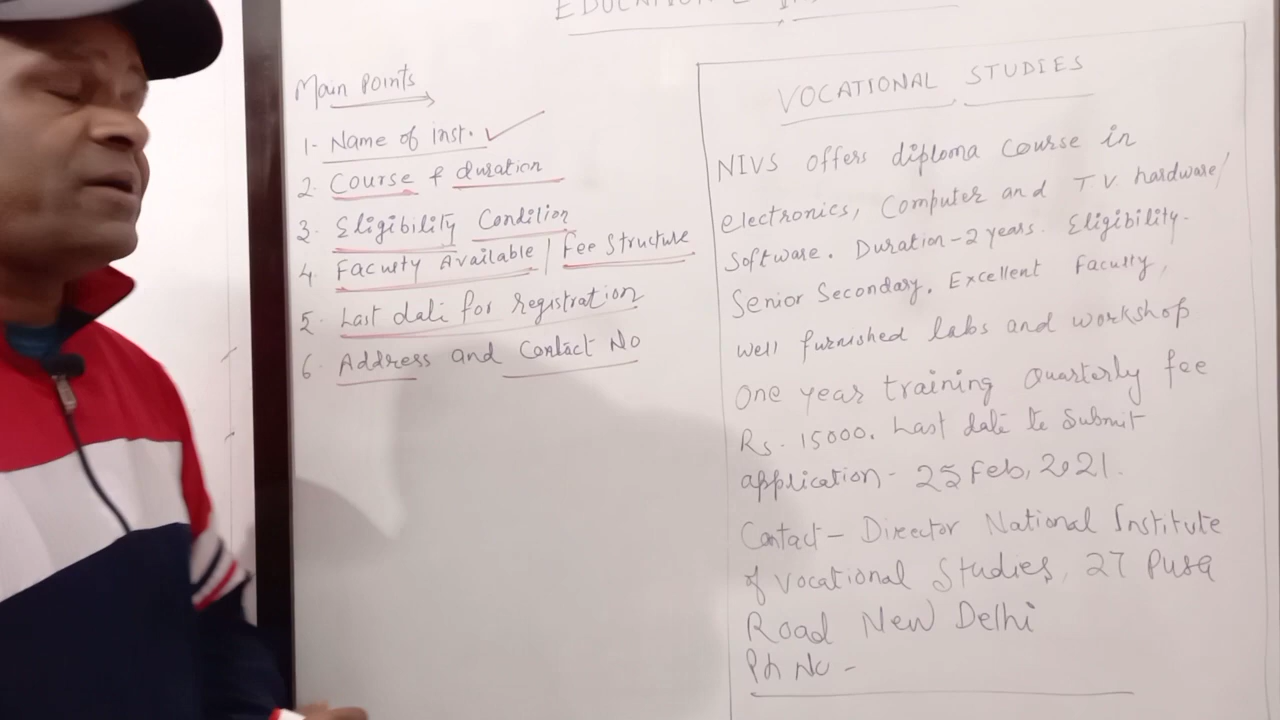 EDUCATIONAL
Main Points
1- Name of inst. ✓
2. Course & duration
3. Eligibility Condition
4. Faculty Available / Fee Structure
5. Last date for registration
6. Address and Contact No
VOCATIONAL STUDIES
NIVS offers diploma Course in
electronics, Computer and T.V. hardware/
Software. Duration-2 years. Eligibility-
Senior Secondary. Excellent Faculty,
well furnished labs and workshop
One year training Quarterly fee
Rs. 15000. Last date to Submit
application - 25 Feb, 2021.
Contact - Director National Institute
of Vocational Studies, 27 Pusa
Road New Delhi
Ph No -